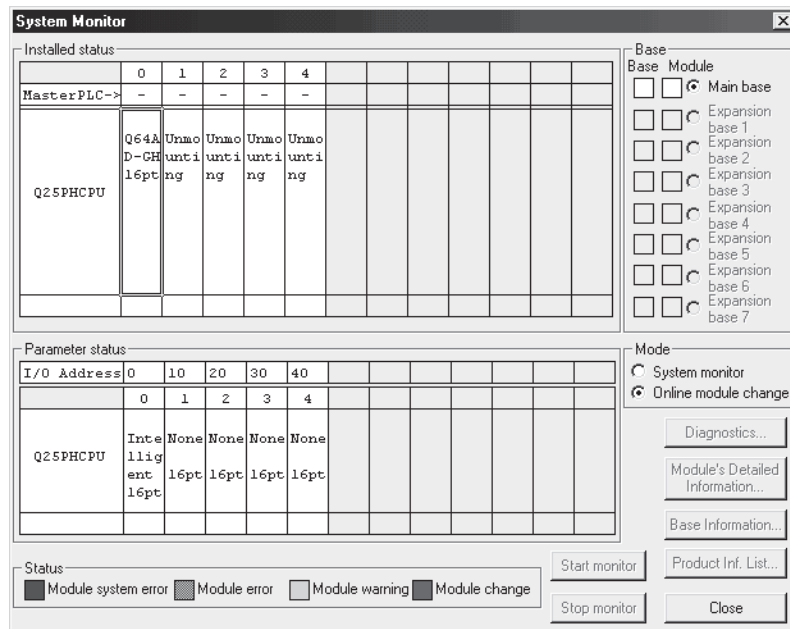 System Monitor
Installed status
0 1 2 3 4
MasterPLC-> - - - - -
Q64A Unmo Unmo Unmo Unmo
D-GH unti unti unti unti
16pt ng ng ng ng
Q25PHCPU
Base
Base Module
Main base
Expansion
base 1
Expansion
base 2
Expansion
base 3
Expansion
base 4
Expansion
base 5
Expansion
base 6
Expansion
base 7
Parameter status
I/O Address 0 10 20 30 40
0 1 2 3 4
Inte None None None None
Q25PHCPU llig
ent 16pt 16pt 16pt 16pt
16pt
Mode
System monitor
Online module change
Diagnostics...
Module's Detailed
Information...
Base Information...
Product Inf. List...
Status
Module system error Module error Module warning Module change
Start monitor
Stop monitor
Close